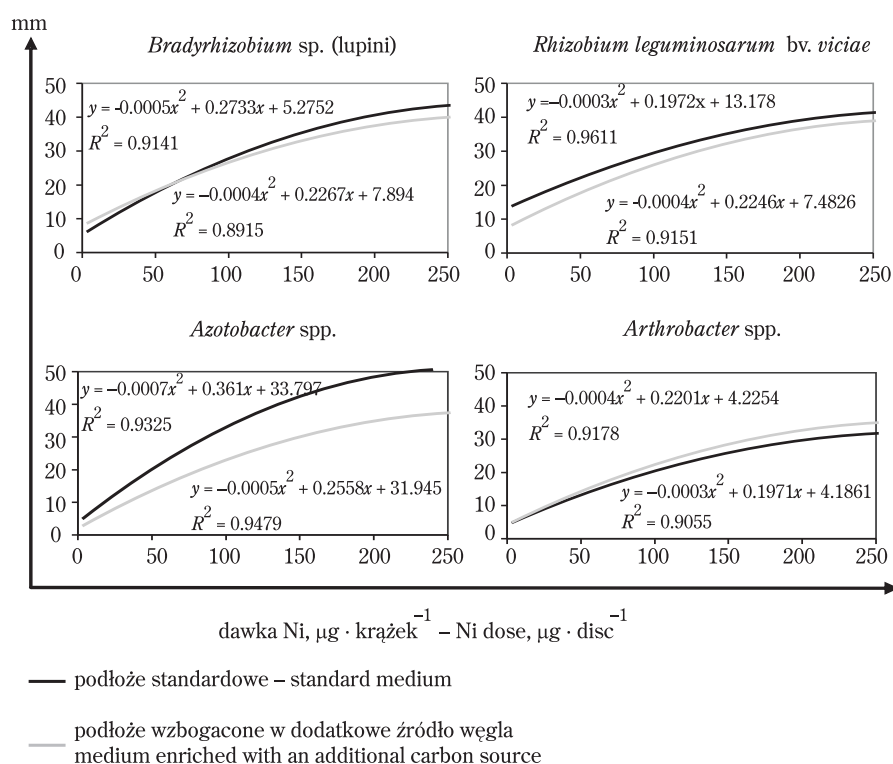 mm
Bradyrhizobium sp. (lupini)
50
40
30
20
10
0
y = -0.0005x² + 0.2733x + 5.2752
R² = 0.9141
y = –0.0004x² + 0.2267x + 7.894
R² = 0.8915
0 50 100 150 200 250
Rhizobium leguminosarum bv. viciae
50
40
30
20
10
0
y = -0.0003x² + 0.1972x + 13.178
R² = 0.9611
y = -0.0004x² + 0.2246x + 7.4826
R² = 0.9151
0 50 100 150 200 250
Azotobacter spp.
50
40
30
20
10
0
y = –0.0007x² + 0.361x + 33.797
R² = 0.9325
y = –0.0005x² + 0.2558x + 31.945
R² = 0.9479
0 50 100 150 200 250
Arthrobacter spp.
50
40
30
20
10
0
y = –0.0004x² + 0.2201x + 4.2254
R² = 0.9178
y = –0.0003x² + 0.1971x + 4.1861
R² = 0.9055
0 50 100 150 200 250
dawka Ni, µg · krążek⁻¹ – Ni dose, µg · disc⁻¹
podłoże standardowe – standard medium
podłoże wzbogacone w dodatkowe źródło węgla
medium enriched with an additional carbon source